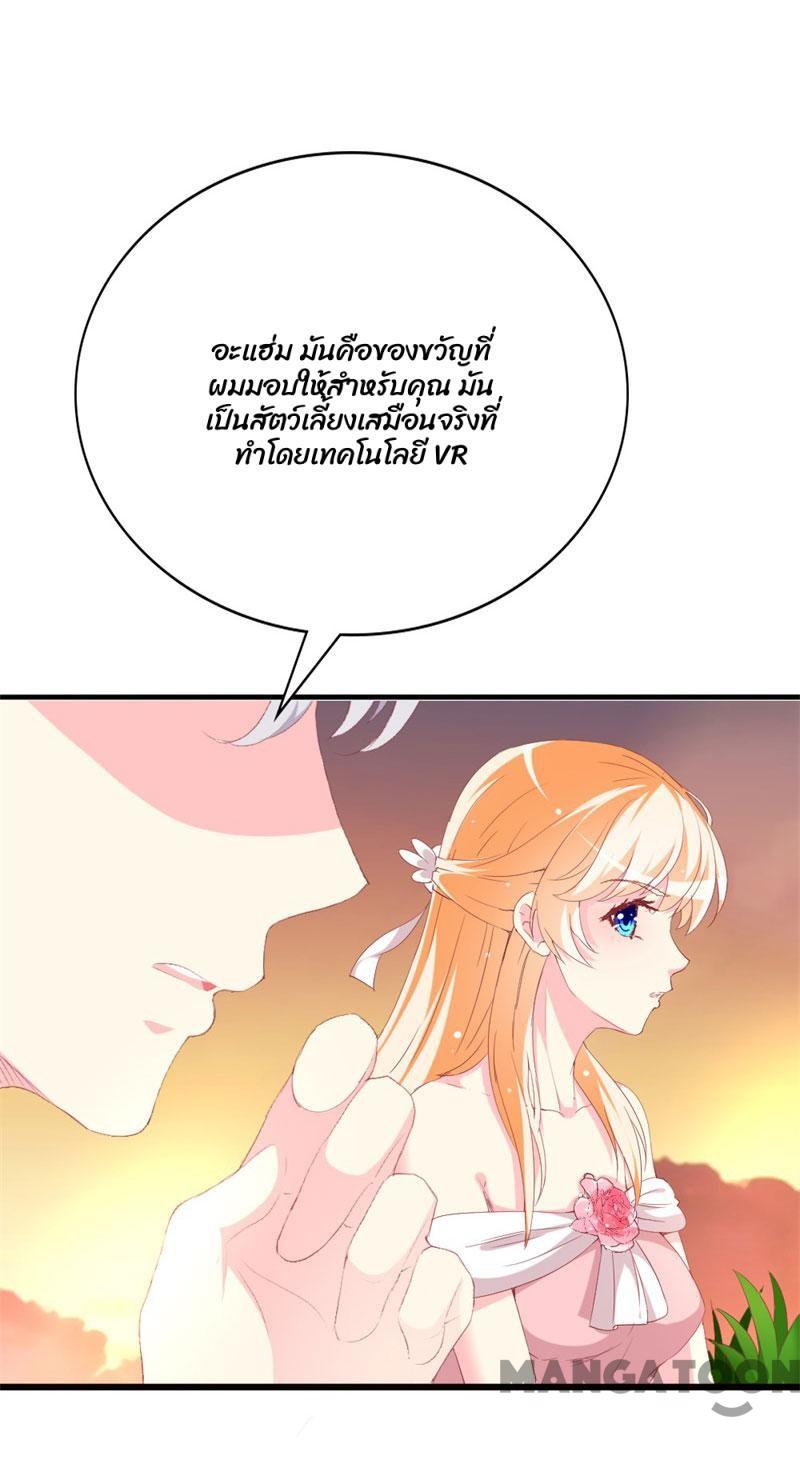 อะแฮ่ม มันคือของขวัญที่
ผมมอบให้สำหรับคุณ มัน
เป็นสัตว์เลี้ยงเสมือนจริงที่
ทำโดยเทคโนโลยี VR
MANGATOON